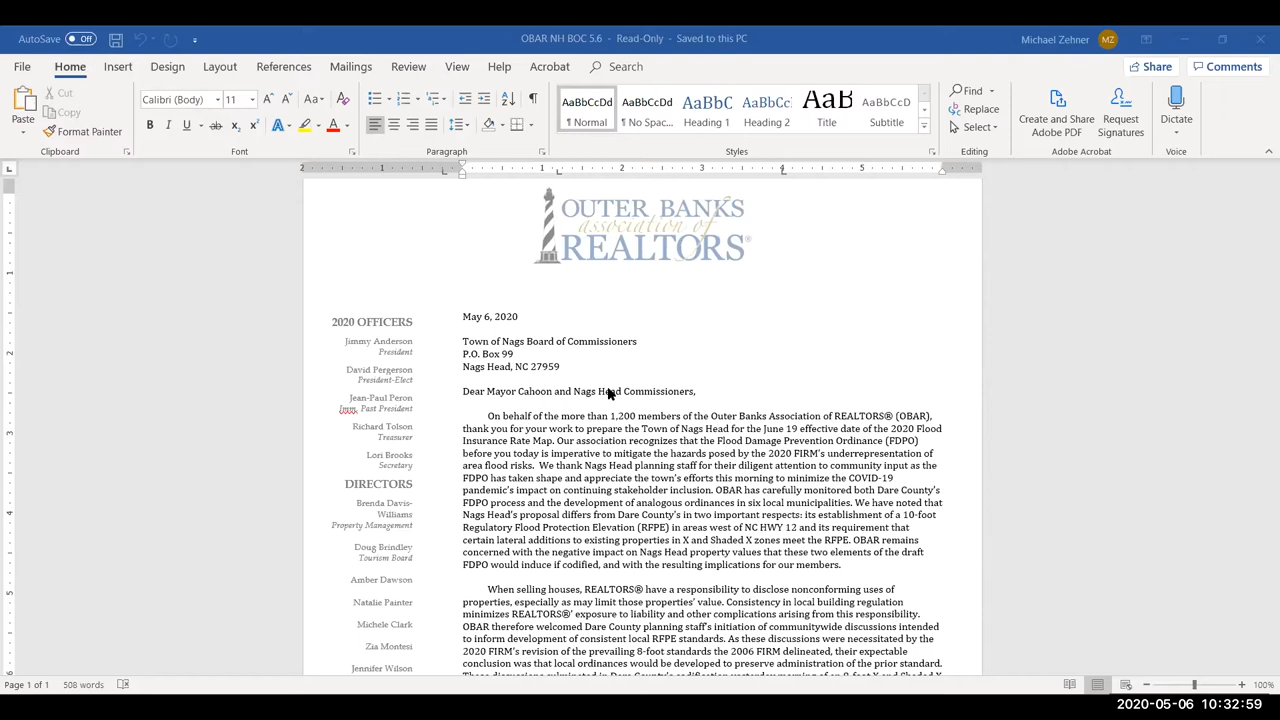 AutoSave Off
OBAR NH BOC 5.6 - Read-Only - Saved to this PC
Michael Zehner MZ
File Home Insert Design Layout References Mailings Review View Help Acrobat Search
Share Comments
Paste
Cut
Copy
Format Painter
Calibri (Body) 11
AaBbCcDd AaBbCcDd AaBbC AaBbCc AaB AaBbCcD
¶ Normal ¶ No Spac... Heading 1 Heading 2 Title Subtitle
Find
Replace
Select
Create and Share
Adobe PDF
Request
Signatures
Dictate
Clipboard Font Paragraph Styles Editing Adobe Acrobat Voice
2 1 1 2 3 4 5
OUTER BANKS
association of
REALTORS®
2020 OFFICERS
Jimmy Anderson
President
David Pergerson
President-Elect
Jean-Paul Peron
Imm. Past President
Richard Tolson
Treasurer
Lori Brooks
Secretary
DIRECTORS
Brenda Davis-
Williams
Property Management
Doug Brindley
Tourism Board
Amber Dawson
Natalie Painter
Michele Clark
Zia Montesi
Jennifer Wilson
May 6, 2020
Town of Nags Board of Commissioners
P.O. Box 99
Nags Head, NC 27959
Dear Mayor Cahoon and Nags Head Commissioners,
On behalf of the more than 1,200 members of the Outer Banks Association of REALTORS® (OBAR),
thank you for your work to prepare the Town of Nags Head for the June 19 effective date of the 2020 Flood
Insurance Rate Map. Our association recognizes that the Flood Damage Prevention Ordinance (FDPO)
before you today is imperative to mitigate the hazards posed by the 2020 FIRM's underrepresentation of
area flood risks. We thank Nags Head planning staff for their diligent attention to community input as the
FDPO has taken shape and appreciate the town's efforts this morning to minimize the COVID-19
pandemic's impact on continuing stakeholder inclusion. OBAR has carefully monitored both Dare County's
FDPO process and the development of analogous ordinances in six local municipalities. We have noted that
Nags Head's proposal differs from Dare County's in two important respects: its establishment of a 10-foot
Regulatory Flood Protection Elevation (RFPE) in areas west of NC HWY 12 and its requirement that
certain lateral additions to existing properties in X and Shaded X zones meet the RFPE. OBAR remains
concerned with the negative impact on Nags Head property values that these two elements of the draft
FDPO would induce if codified, and with the resulting implications for our members.
When selling houses, REALTORS® have a responsibility to disclose nonconforming uses of
properties, especially as may limit those properties' value. Consistency in local building regulation
minimizes REALTORS®' exposure to liability and other complications arising from this responsibility.
OBAR therefore welcomed Dare County planning staff's initiation of communitywide discussions intended
to inform development of consistent local RFPE standards. As these discussions were necessitated by the
2020 FIRM's revision of the prevailing 8-foot standards the 2006 FIRM delineated, their expectable
conclusion was that local ordinances would be developed to preserve administration of the prior standard.
These discussions culminated in Dare County's codification yesterday morning of an 8-foot X and Shaded X
Page 1 of 1 508 words
100%
2020-05-06 10:32:59